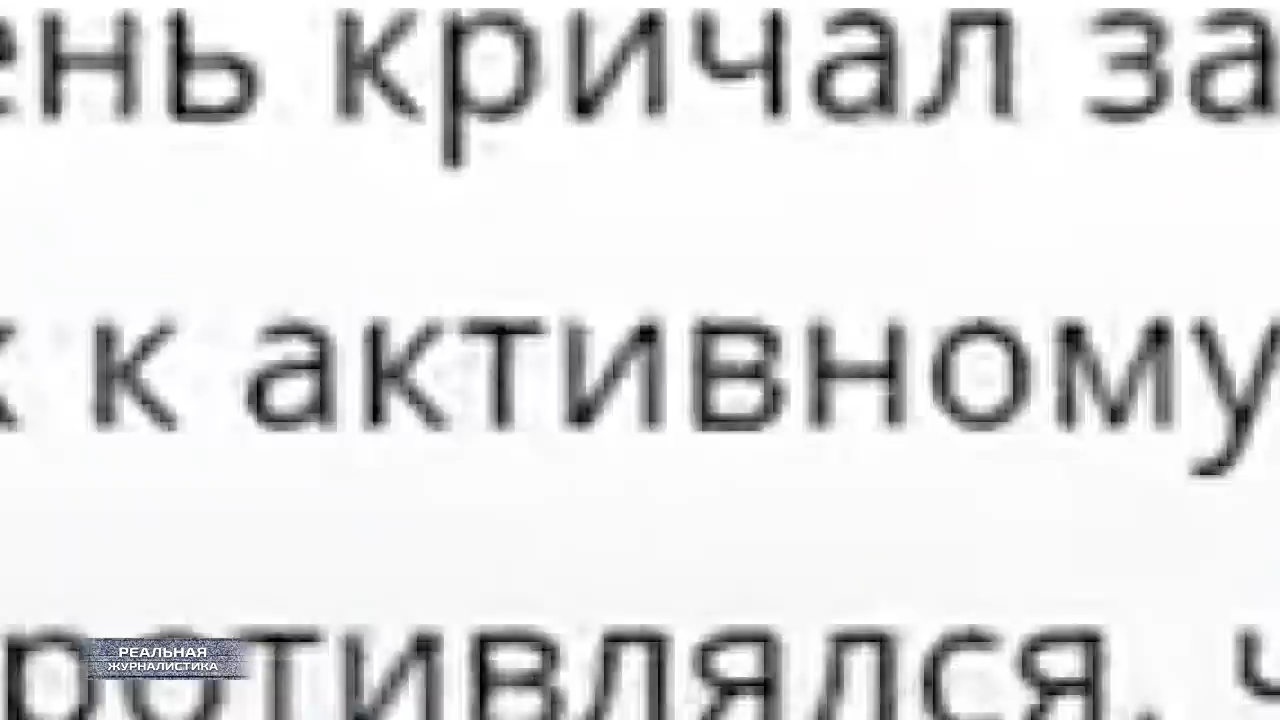 ень кричал за
к к активному
ротивлялся, ч
РЕАЛЬНАЯ
ЖУРНАЛИСТИКА